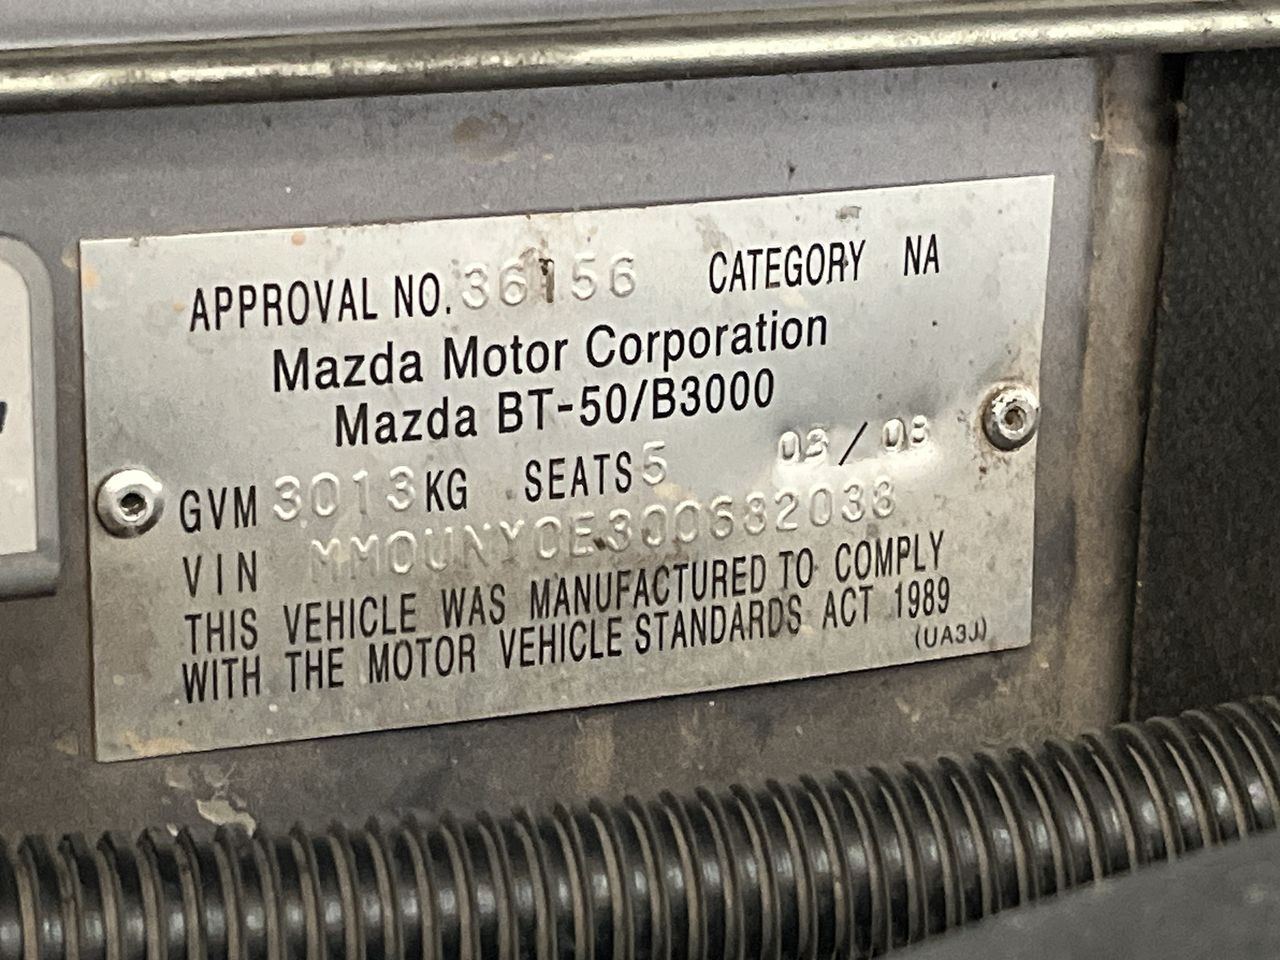 APPROVAL NO. 36156 CATEGORY NA
Mazda Motor Corporation
Mazda BT-50/B3000
03/08
GVM 3013 KG SEATS 5
VIN MM0UNY0E300682038
THIS VEHICLE WAS MANUFACTURED TO COMPLY
WITH THE MOTOR VEHICLE STANDARDS ACT 1989
(UA3J)